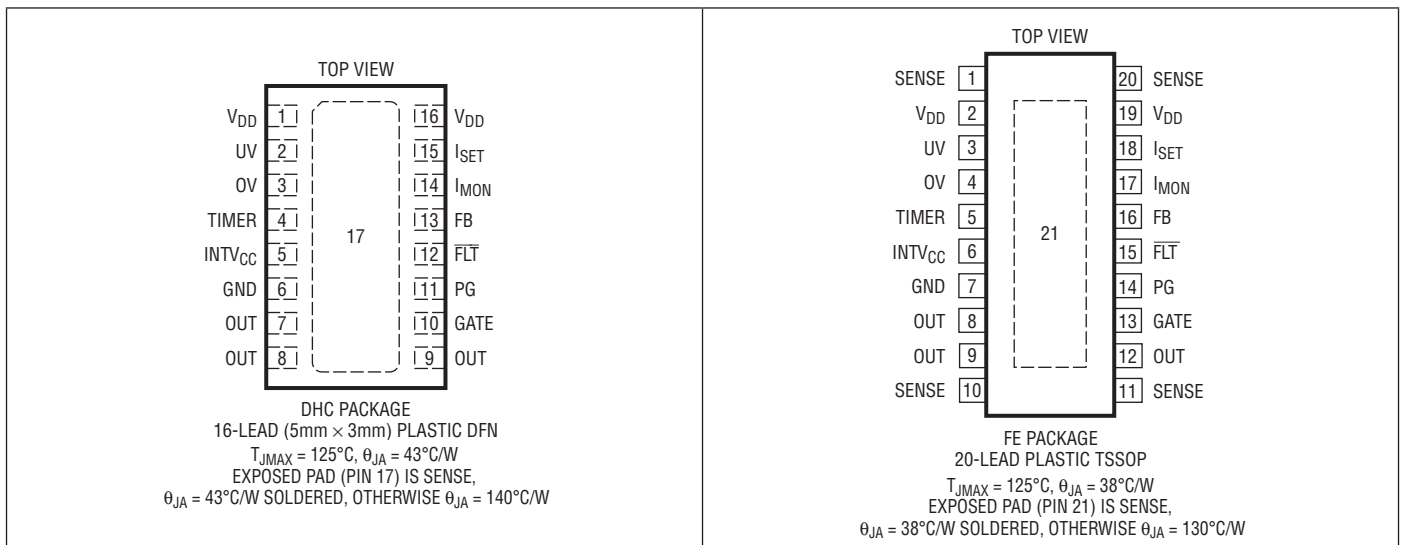 TOP VIEW
VDD 1 16 VDD
UV 2 15 ISET
OV 3 14 IMON
TIMER 4 13 FB
17
INTVCC 5 12 F̅L̅T̅
GND 6 11 PG
OUT 7 10 GATE
OUT 8 9 OUT
DHC PACKAGE
16-LEAD (5mm × 3mm) PLASTIC DFN
TJMAX = 125°C, θJA = 43°C/W
EXPOSED PAD (PIN 17) IS SENSE,
θJA = 43°C/W SOLDERED, OTHERWISE θJA = 140°C/W
TOP VIEW
SENSE 1 20 SENSE
VDD 2 19 VDD
UV 3 18 ISET
OV 4 17 IMON
TIMER 5 16 FB
21
INTVCC 6 15 F̅L̅T̅
GND 7 14 PG
OUT 8 13 GATE
OUT 9 12 OUT
SENSE 10 11 SENSE
FE PACKAGE
20-LEAD PLASTIC TSSOP
TJMAX = 125°C, θJA = 38°C/W
EXPOSED PAD (PIN 21) IS SENSE,
θJA = 38°C/W SOLDERED, OTHERWISE θJA = 130°C/W